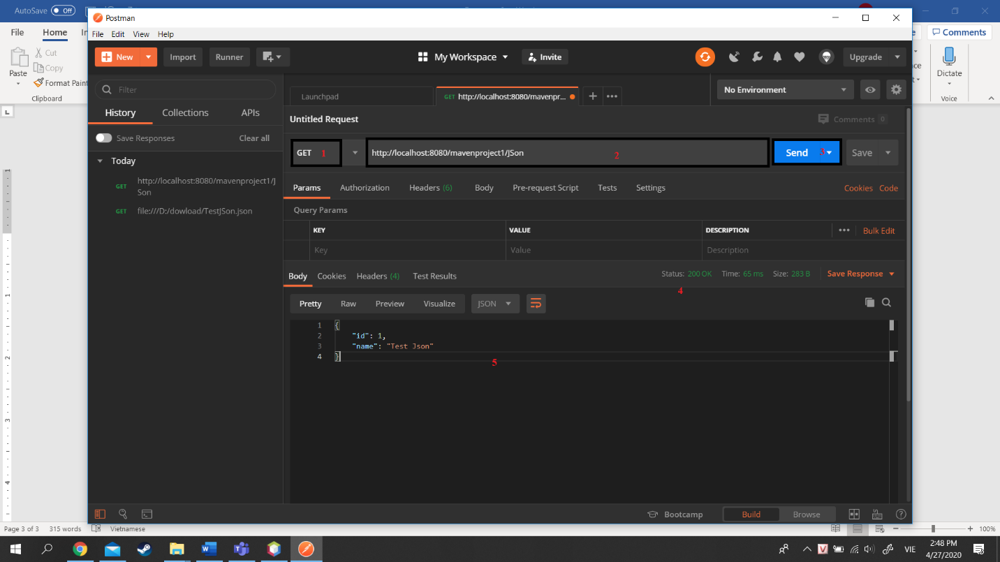 AutoSave Off
File Home In
Comments
Cut
Copy
Format Paint
Paste
Clipboard
Dictate
Voice
Postman
File Edit View Help
New Import Runner My Workspace Invite Upgrade
Filter
History Collections APIs
Save Responses Clear all
Today
GET http://localhost:8080/mavenproject1/J
Son
GET file:///D:/dowload/TestJSon.json
Launchpad GET http://localhost:8080/mavenpr... + ••• No Environment
Untitled Request Comments 0
GET 1 http://localhost:8080/mavenproject1/JSon 2 Send 3 Save
Params Authorization Headers (6) Body Pre-request Script Tests Settings Cookies Code
Query Params
KEY VALUE DESCRIPTION ••• Bulk Edit
Key Value Description
Body Cookies Headers (4) Test Results Status: 200 OK Time: 65 ms Size: 283 B Save Response
4
Pretty Raw Preview Visualize JSON
1 {
2 "id": 1,
3 "name": "Test Json"
4 }
5
Bootcamp Build Browse
Page 3 of 3 315 words Vietnamese 100%
VIE 2:48 PM
4/27/2020